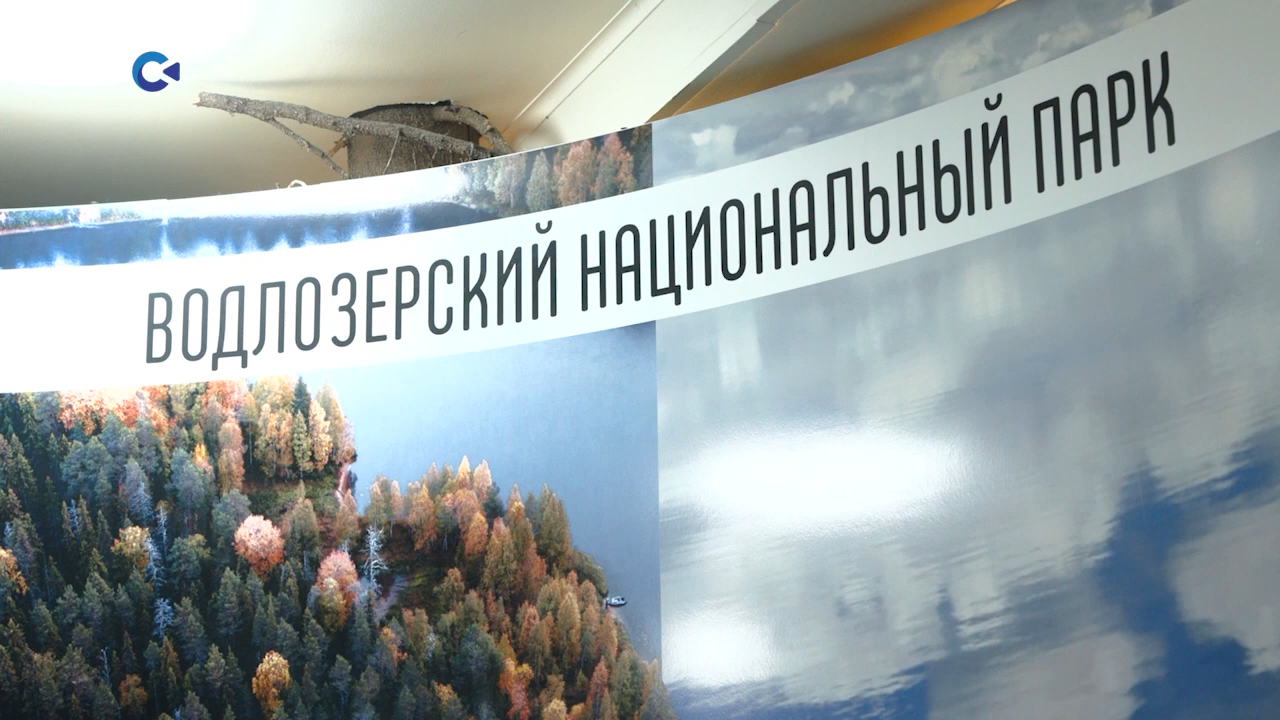 ВОДЛОЗЕРСКИЙ НАЦИОНАЛЬНЫЙ ПАРК